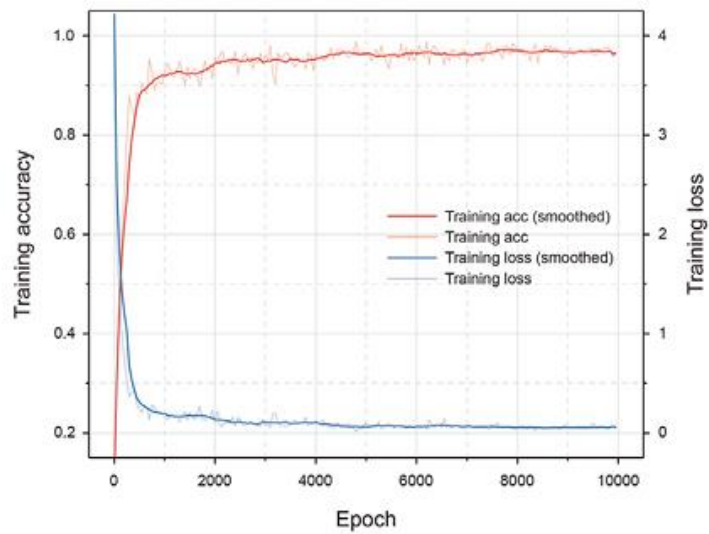 1.0
0.8
0.6
0.4
0.2
Training accuracy
4
3
2
1
0
Training loss
Training acc (smoothed)
Training acc
Training loss (smoothed)
Training loss
0 2000 4000 6000 8000 10000
Epoch